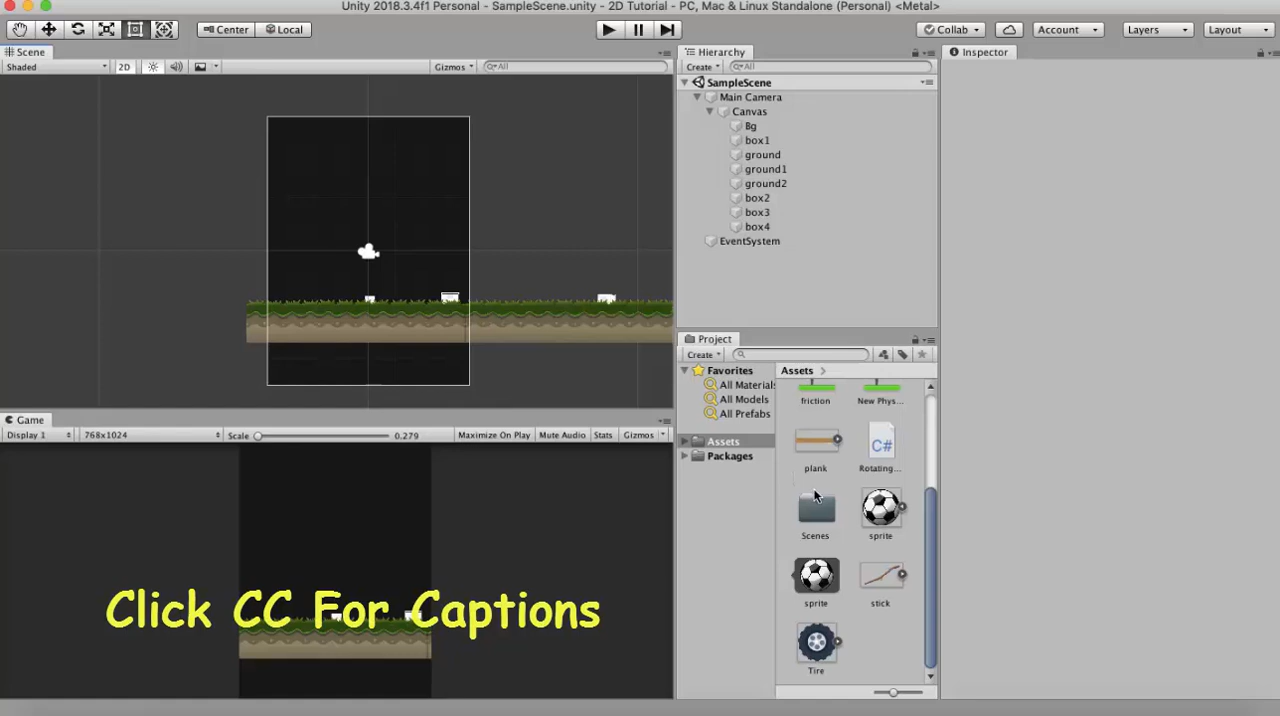 Unity 2018.3.4f1 Personal - SampleScene.unity - 2D Tutorial - PC, Mac & Linux Standalone (Personal) <Metal>
Center Local Collab Account Layers Layout
Scene
Shaded 2D Gizmos All
Hierarchy
Create All
SampleScene
Main Camera
Canvas
Bg
box1
ground
ground1
ground2
box2
box3
box4
EventSystem
Inspector
Game
Display 1 768x1024 Scale 0.279 Maximize On Play Mute Audio Stats Gizmos
Click CC For Captions
Project
Create
Favorites
All Materials
All Models
All Prefabs
Assets
Packages
Assets
friction New Phys...
plank C# Rotating...
Scenes sprite
sprite stick
Tire